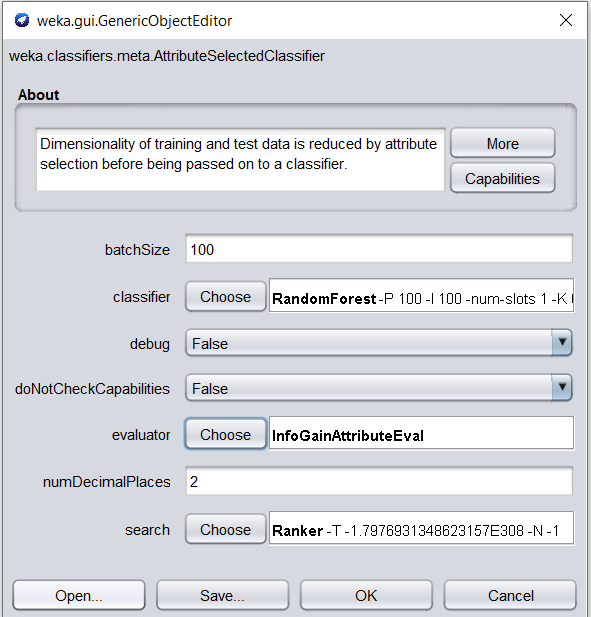 weka.gui.GenericObjectEditor
weka.classifiers.meta.AttributeSelectedClassifier
About
Dimensionality of training and test data is reduced by attribute
selection before being passed on to a classifier.
More
Capabilities
batchSize 100
classifier Choose RandomForest -P 100 -I 100 -num-slots 1 -K
debug False
doNotCheckCapabilities False
evaluator Choose InfoGainAttributeEval
numDecimalPlaces 2
search Choose Ranker -T -1.7976931348623157E308 -N -1
Open... Save... OK Cancel